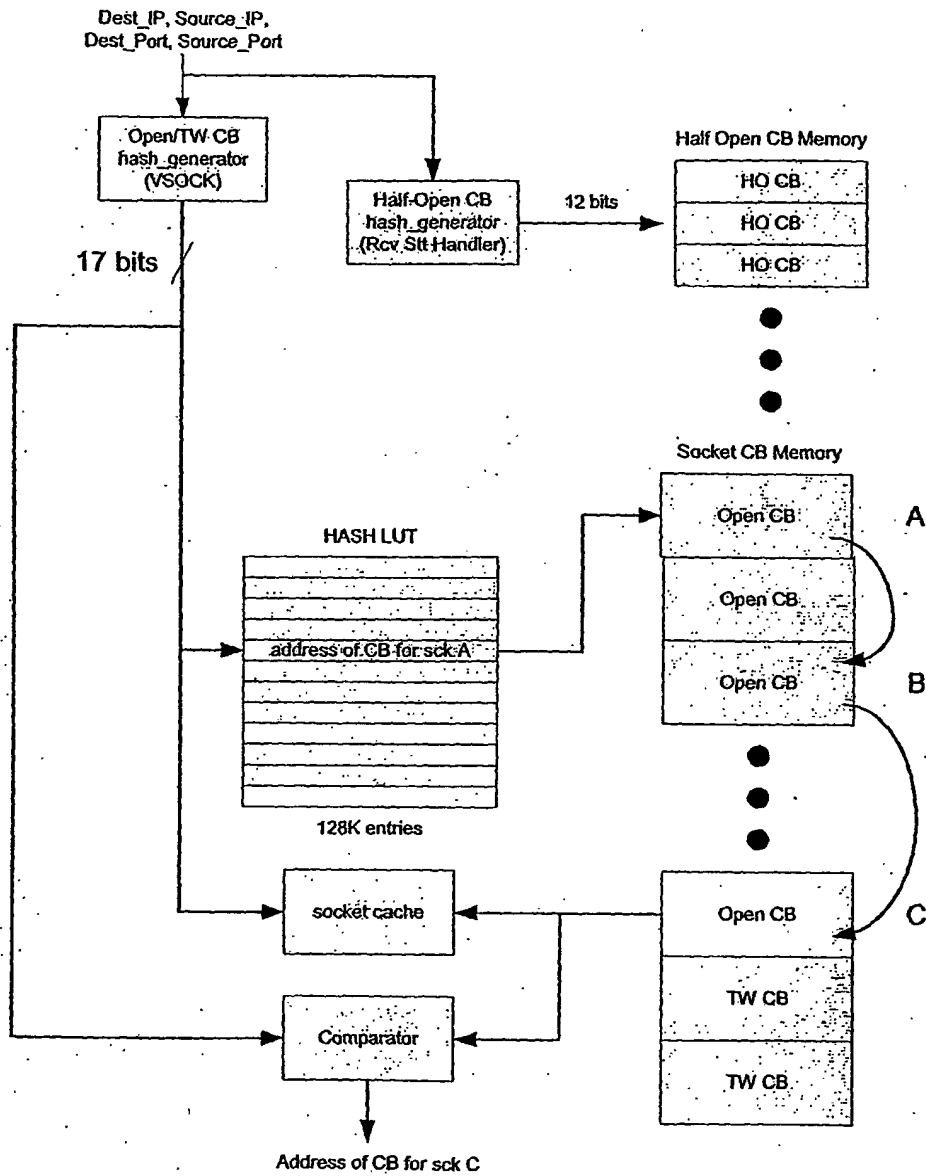 Dest_IP, Source_IP,
Dest_Port, Source_Port
Open/TW CB
hash_generator
(VSOCK)
Half-Open CB
hash_generator
(Rcv Stt Handler)
12 bits
Half Open CB Memory
HO CB
HO CB
HO CB
17 bits
Socket CB Memory
Open CB
A
Open CB
Open CB
B
HASH LUT
address of CB for sck A
128K entries
socket cache
Open CB
C
TW CB
TW CB
Comparator
Address of CB for sck C